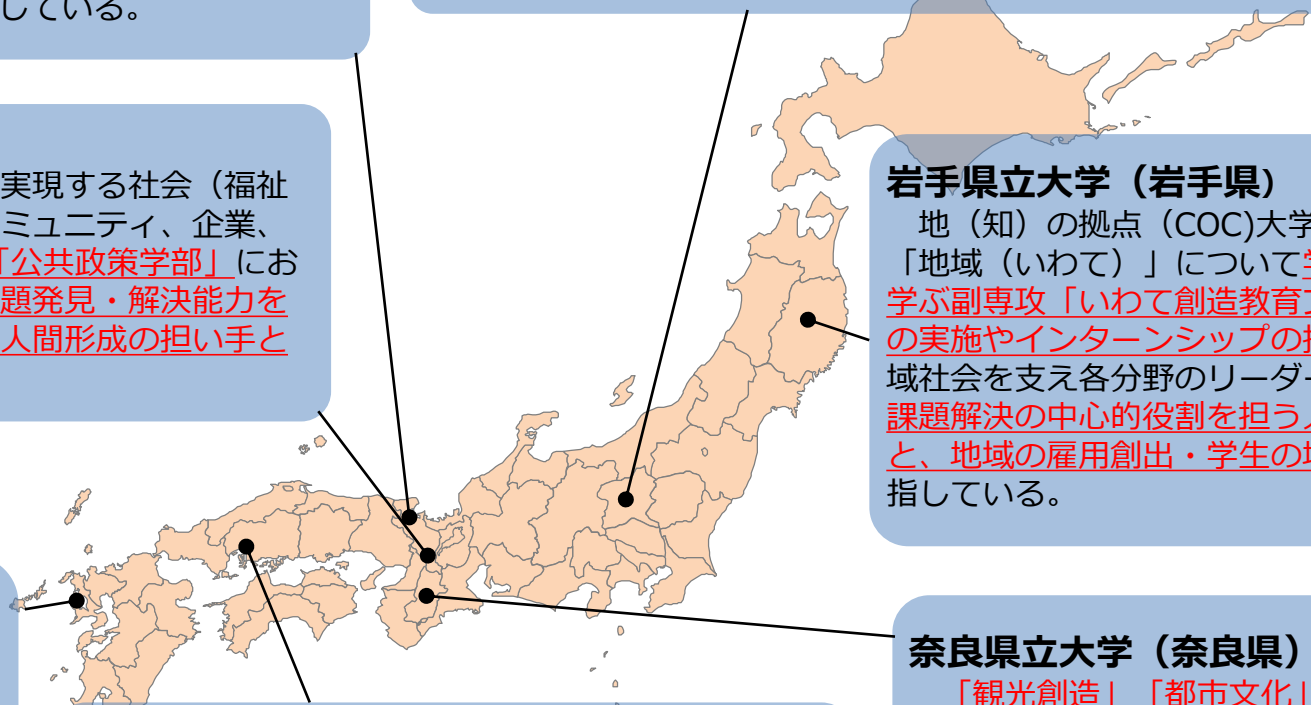 している。
実現する社会（福祉
ミュニティ、企業、
「公共政策学部」にお
題発見・解決能力を
人間形成の担い手と
岩手県立大学（岩手県）
地（知）の拠点（COC)大学
「地域（いわて）」について
学ぶ副専攻「いわて創造教育
の実施やインターンシップの
域社会を支え各分野のリーダー
課題解決の中心的役割を担う
と、地域の雇用創出・学生の
指している。
奈良県立大学（奈良県）
「観光創造」「都市文化」